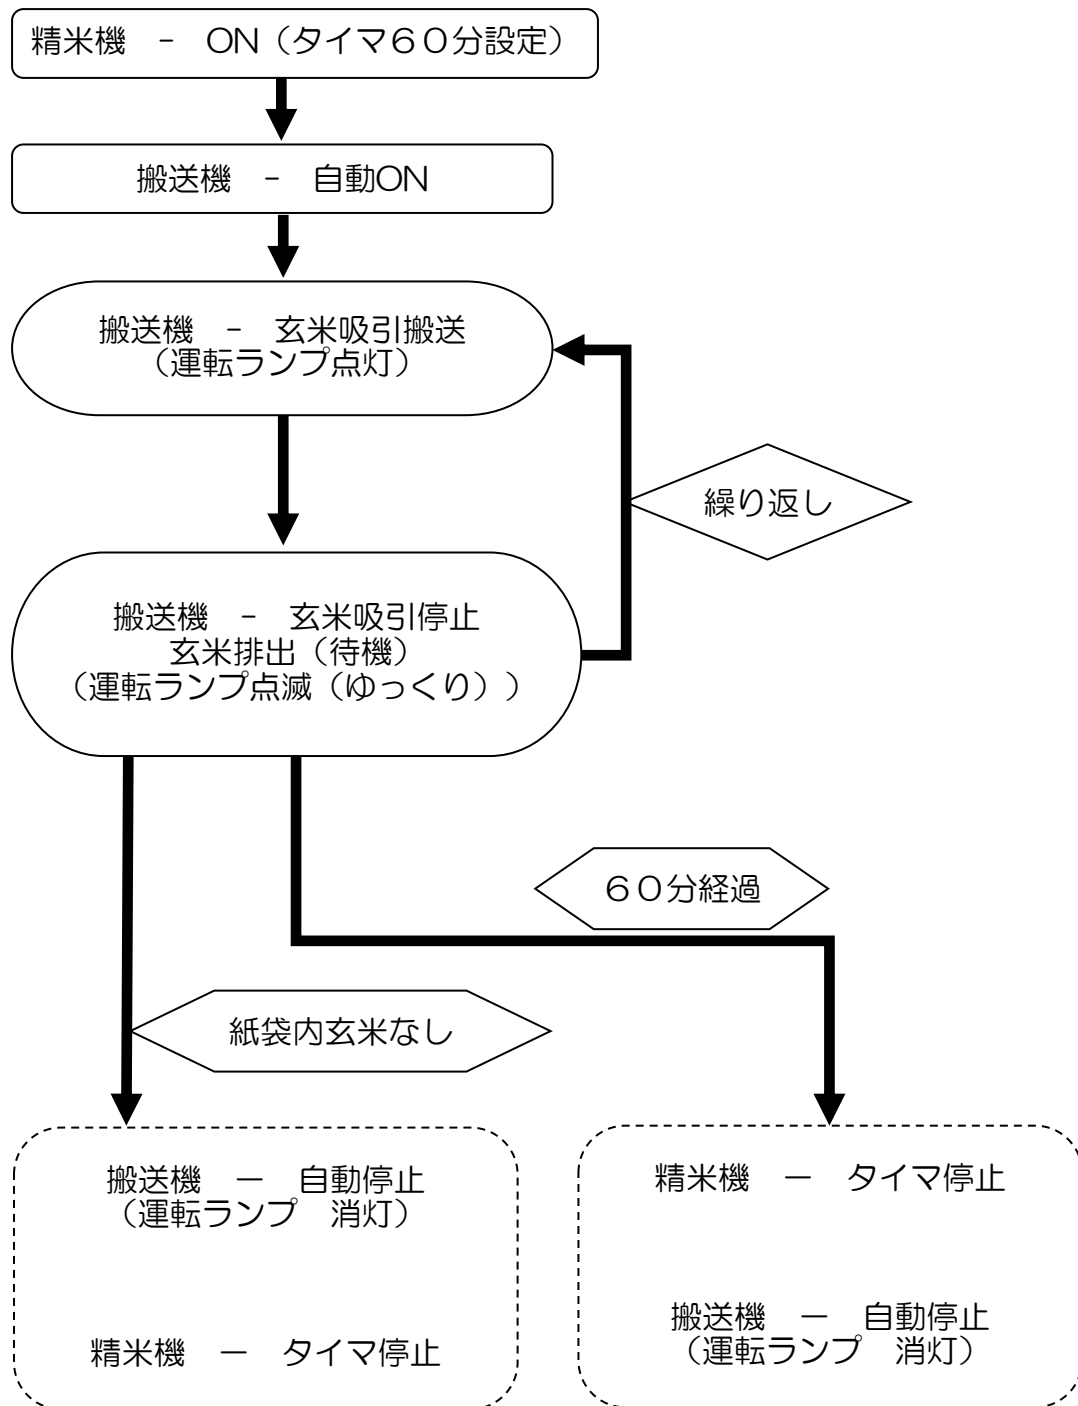 精米機　-　ON（タイマ６０分設定）
搬送機　-　自動ON
搬送機　-　玄米吸引搬送
（運転ランプ点灯）
繰り返し
搬送機　-　玄米吸引停止
玄米排出（待機）
（運転ランプ点滅（ゆっくり））
６０分経過
紙袋内玄米なし
搬送機　－　自動停止
（運転ランプ　消灯）
精米機　－　タイマ停止
精米機　－　タイマ停止
搬送機　－　自動停止
（運転ランプ　消灯）